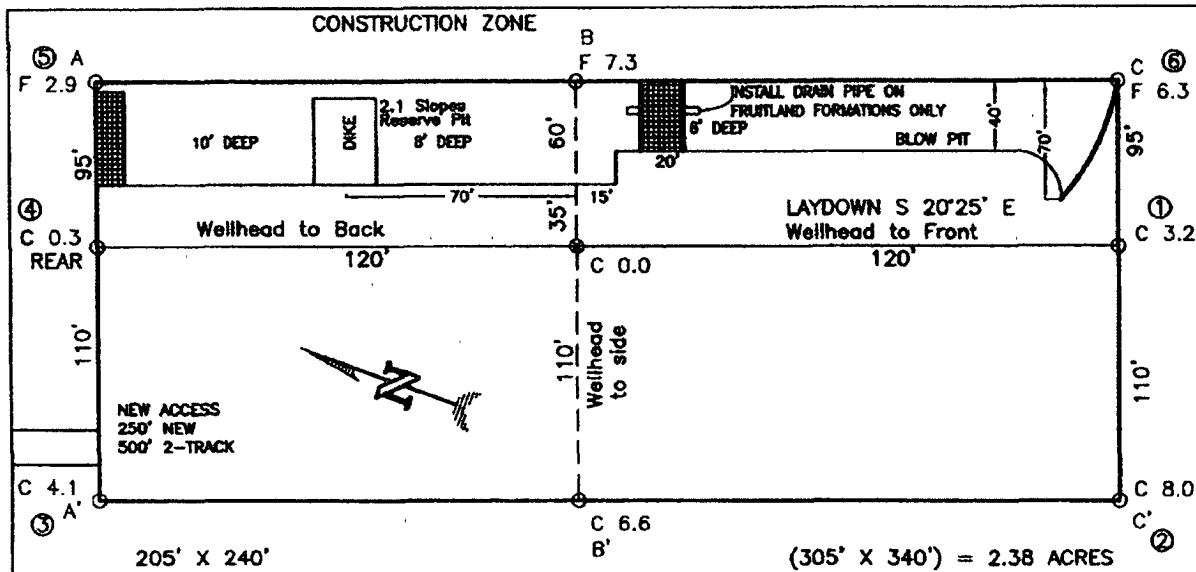 CONSTRUCTION ZONE
⑤ A
B
C ⑥
F 2.9
F 7.3
F 6.3
INSTALL DRAIN PIPE ON
FRUITLAND FORMATIONS ONLY
2.1 Slopes
Reserve Pit
DIKE
10' DEEP
8' DEEP
60'
6' DEEP
BLOW PIT
40'
70'
95'
95'
20'
70'
15'
④
C 0.3
REAR
Wellhead to Back
35'
LAYDOWN S 20°25' E
Wellhead to Front
①
C 3.2
120'
C 0.0
120'
110'
110'
Wellhead
to side
110'
N
NEW ACCESS
250' NEW
500' 2-TRACK
C 4.1
A'
③
C 6.6
B'
C 8.0
C'
②
205' X 240'
(305' X 340') = 2.38 ACRES